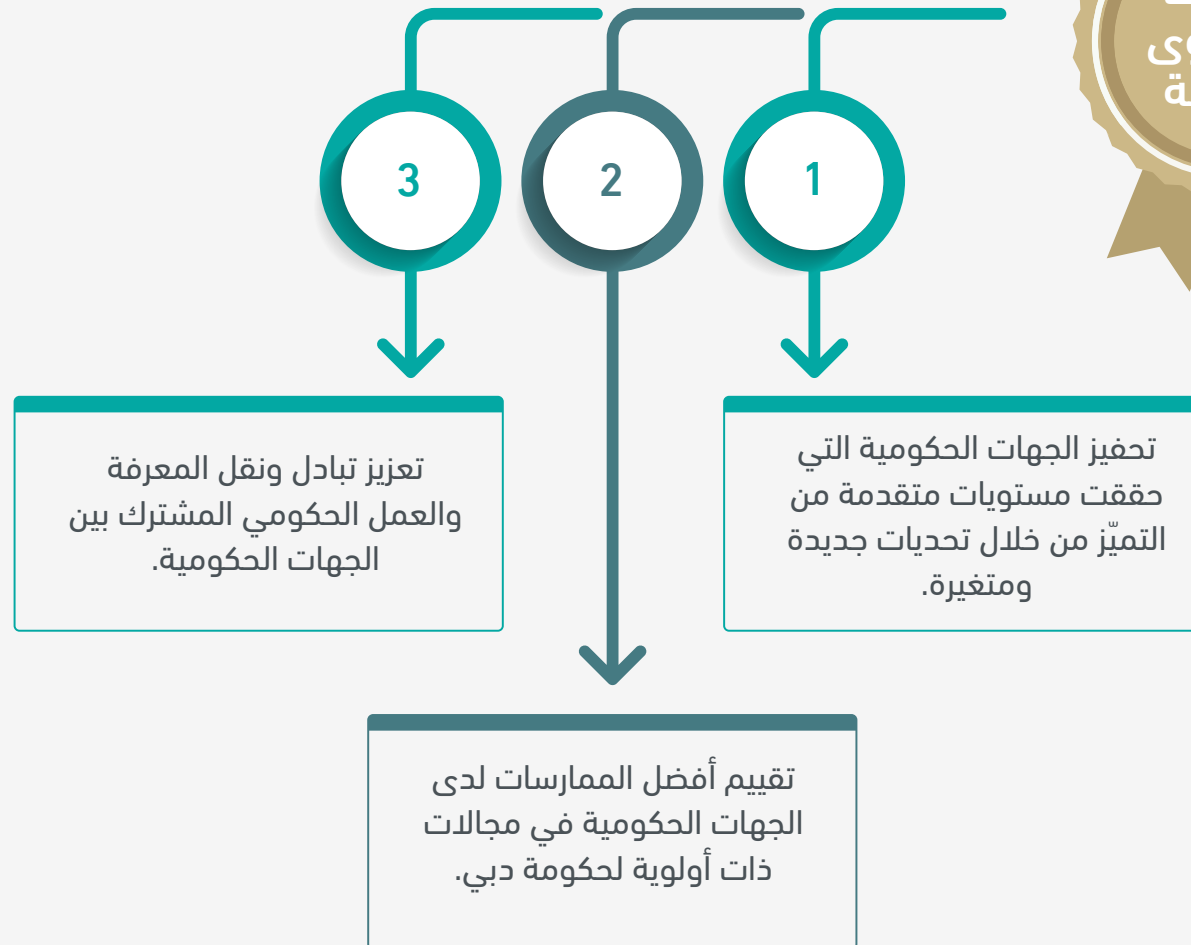 1
2
3
تحفيز الجهات الحكومية التي
حققت مستويات متقدمة من
التميّز من خلال تحديات جديدة
ومتغيرة.
تقييم أفضل الممارسات لدى
الجهات الحكومية في مجالات
ذات أولوية لحكومة دبي.
تعزيز تبادل ونقل المعرفة
والعمل الحكومي المشترك بين
الجهات الحكومية.